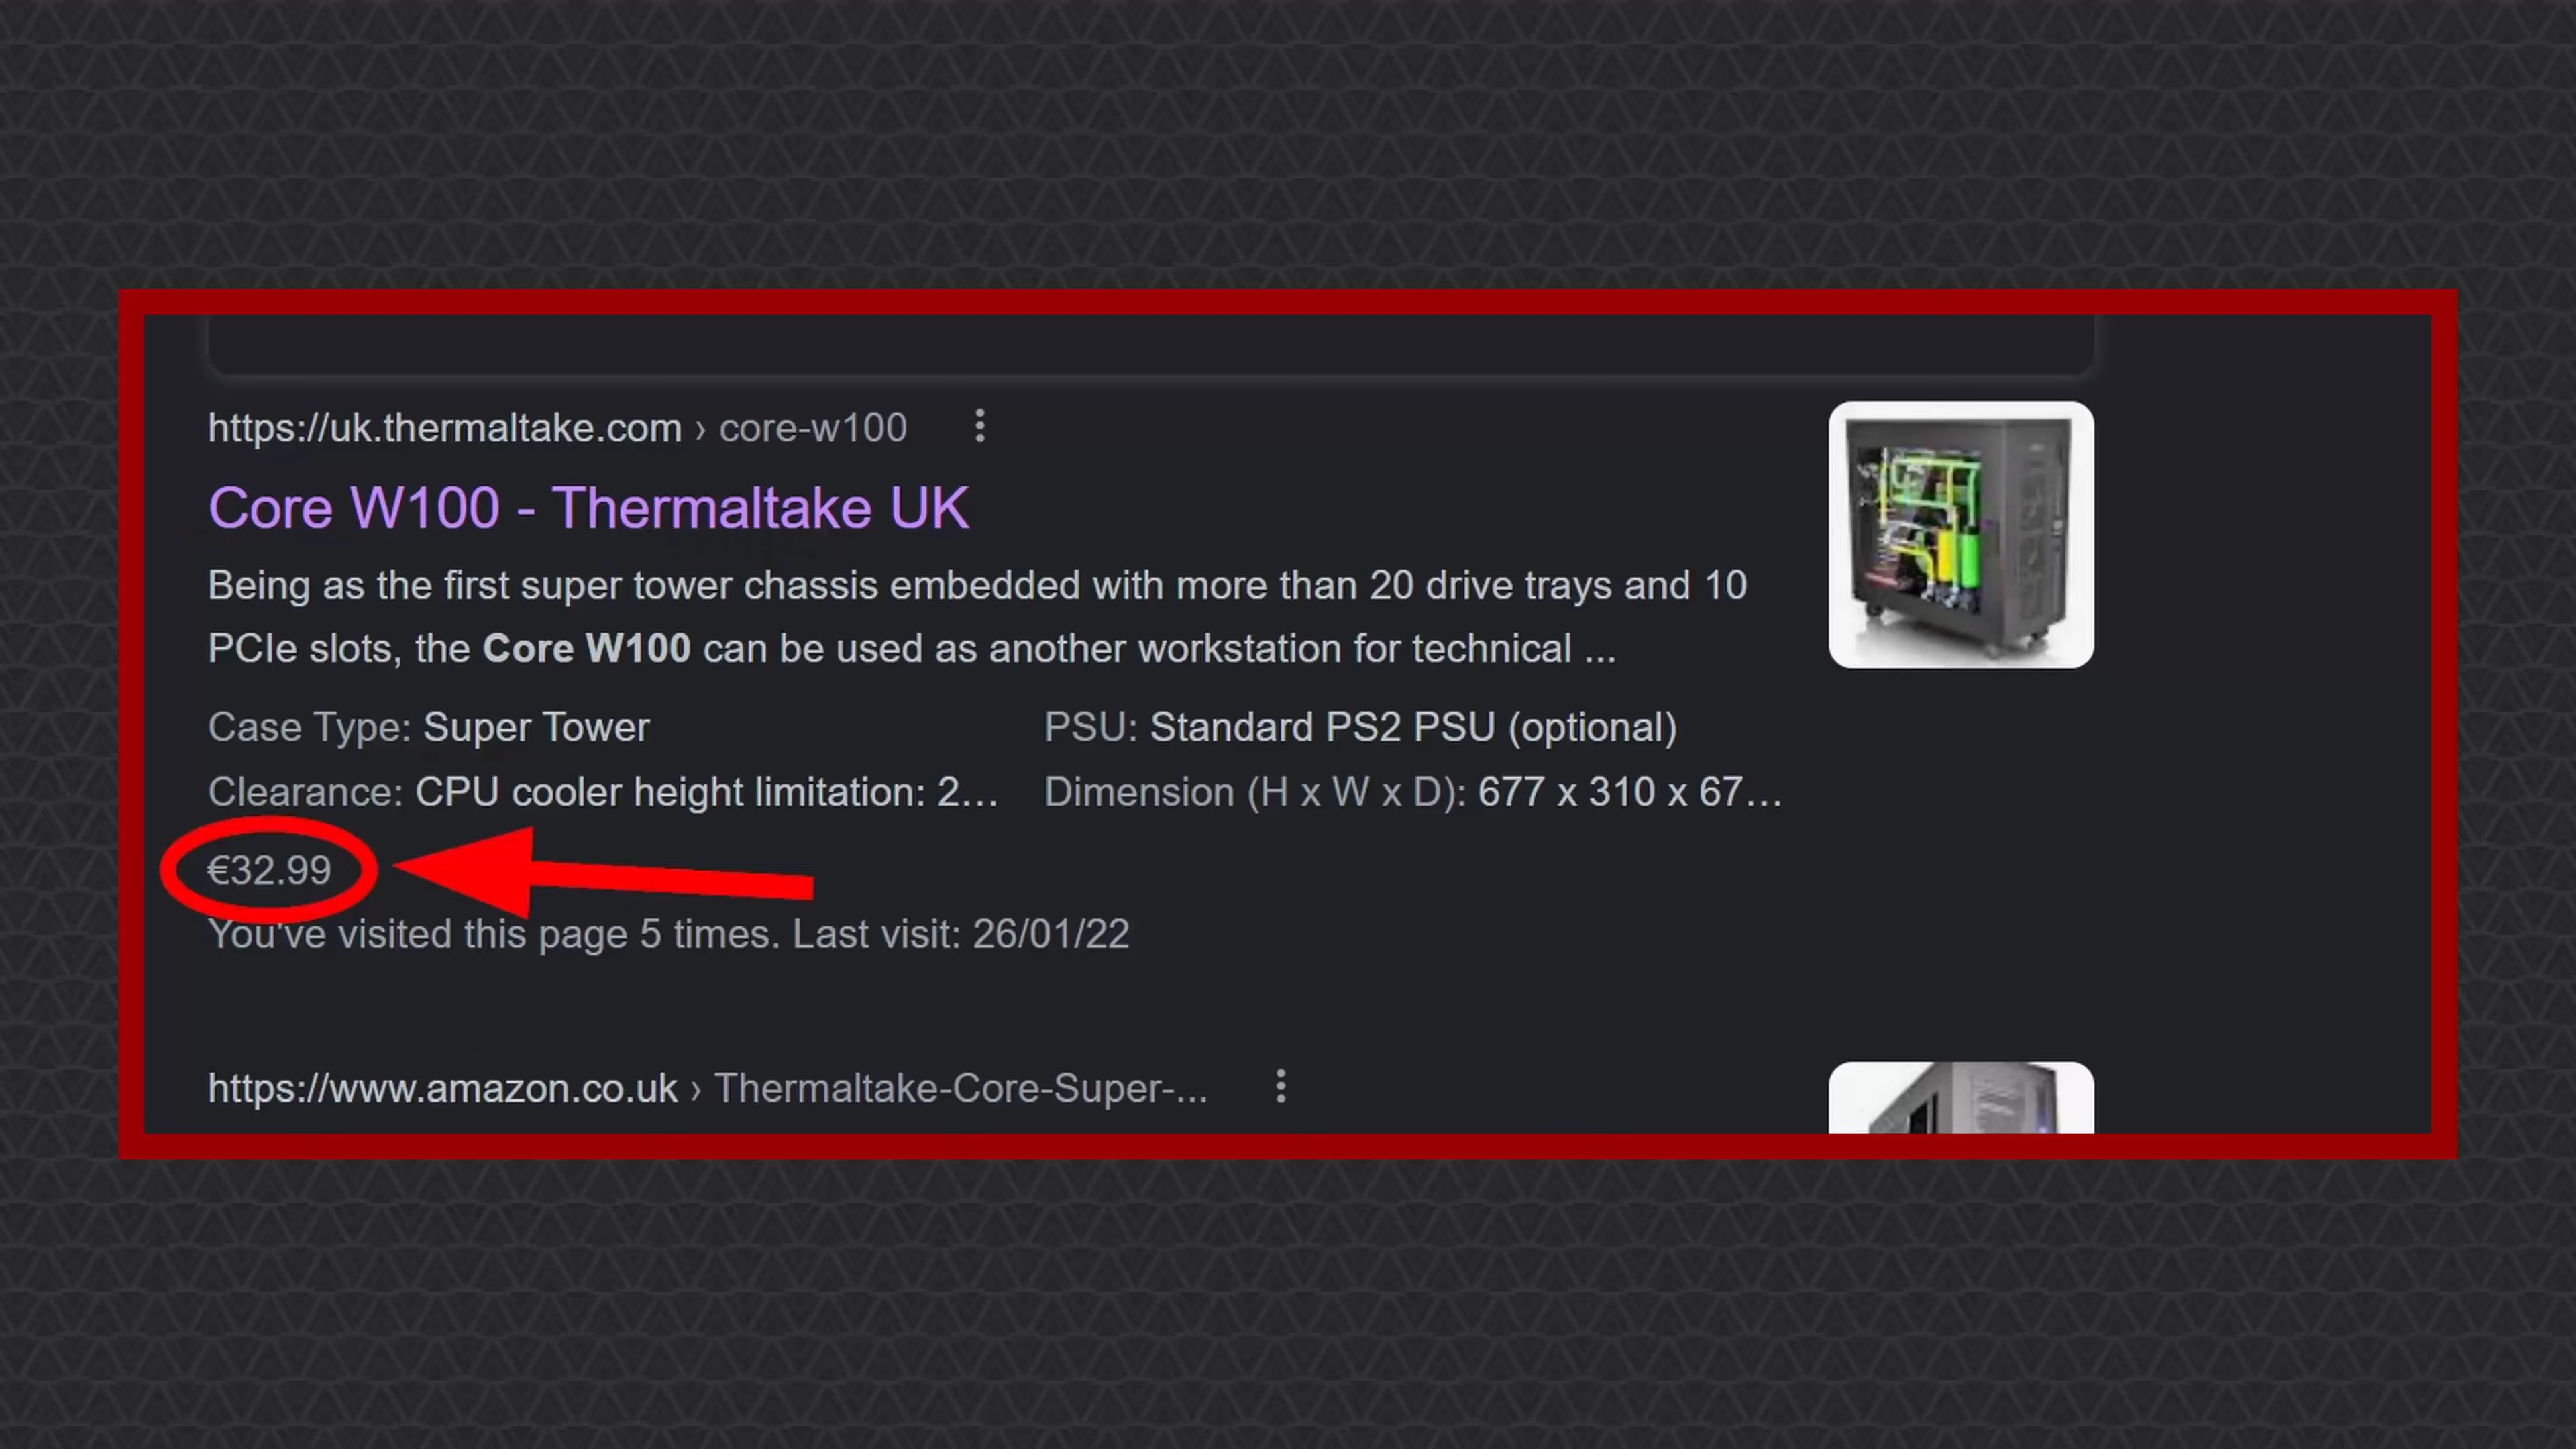 https://uk.thermaltake.com › core-w100
Core W100 - Thermaltake UK
Being as the first super tower chassis embedded with more than 20 drive trays and 10
PCIe slots, the Core W100 can be used as another workstation for technical ...
Case Type: Super Tower PSU: Standard PS2 PSU (optional)
Clearance: CPU cooler height limitation: 2... Dimension (H x W x D): 677 x 310 x 67...
€32.99
You've visited this page 5 times. Last visit: 26/01/22
https://www.amazon.co.uk › Thermaltake-Core-Super-...